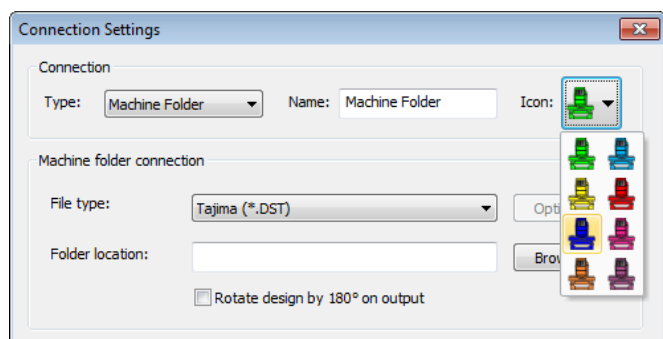 Connection Settings
Connection
Type: Machine Folder Name: Machine Folder Icon:
Machine folder connection
File type: Tajima (*.DST)
Folder location:
Rotate design by 180° on output